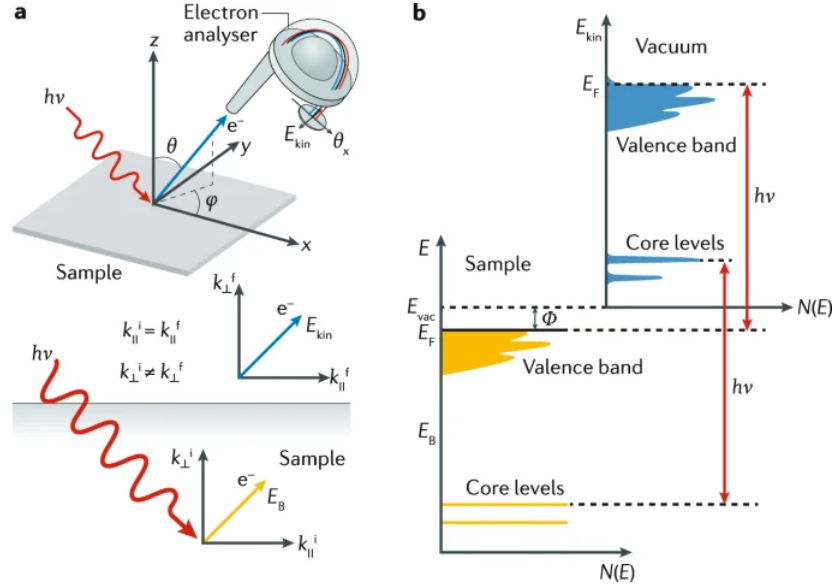 a
Electron
analyser
z
hν
e⁻
E_kin
θ_x
θ
y
φ
x
Sample
k_⊥^f
e⁻
E_kin
k_||^i = k_||^f
k_⊥^i ≠ k_⊥^f
k_||^f
hν
k_⊥^i
Sample
e⁻
E_B
k_||^i
b
E_kin
Vacuum
E_F
Valence band
hν
Core levels
N(E)
E
Sample
E_vac
Φ
E_F
Valence band
hν
E_B
Core levels
N(E)